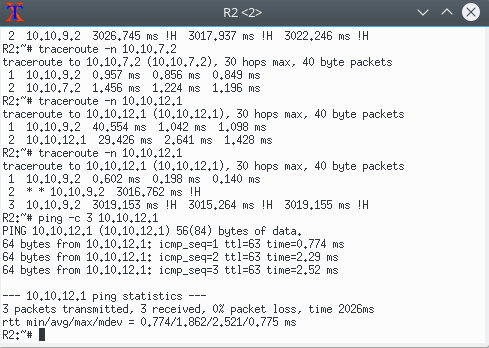 R2 <2>
2  10.10.9.2  3026.745 ms !H  3017.937 ms !H  3022.246 ms !H
R2:~# traceroute -n 10.10.7.2
traceroute to 10.10.7.2 (10.10.7.2), 30 hops max, 40 byte packets
1  10.10.9.2  0.957 ms  0.856 ms  0.849 ms
2  10.10.7.2  1.456 ms  1.224 ms  1.196 ms
R2:~# traceroute -n 10.10.12.1
traceroute to 10.10.12.1 (10.10.12.1), 30 hops max, 40 byte packets
1  10.10.9.2  40.554 ms  1.042 ms  1.098 ms
2  10.10.12.1  29.426 ms  2.641 ms  1.428 ms
R2:~# traceroute -n 10.10.12.1
traceroute to 10.10.12.1 (10.10.12.1), 30 hops max, 40 byte packets
1  10.10.9.2  0.602 ms  0.198 ms  0.140 ms
2  * * 10.10.9.2  3016.762 ms !H
3  10.10.9.2  3019.153 ms !H  3015.264 ms !H  3019.155 ms !H
R2:~# ping -c 3 10.10.12.1
PING 10.10.12.1 (10.10.12.1) 56(84) bytes of data.
64 bytes from 10.10.12.1: icmp_seq=1 ttl=63 time=0.774 ms
64 bytes from 10.10.12.1: icmp_seq=2 ttl=63 time=2.29 ms
64 bytes from 10.10.12.1: icmp_seq=3 ttl=63 time=2.52 ms
--- 10.10.12.1 ping statistics ---
3 packets transmitted, 3 received, 0% packet loss, time 2026ms
rtt min/avg/max/mdev = 0.774/1.862/2.521/0.775 ms
R2:~#